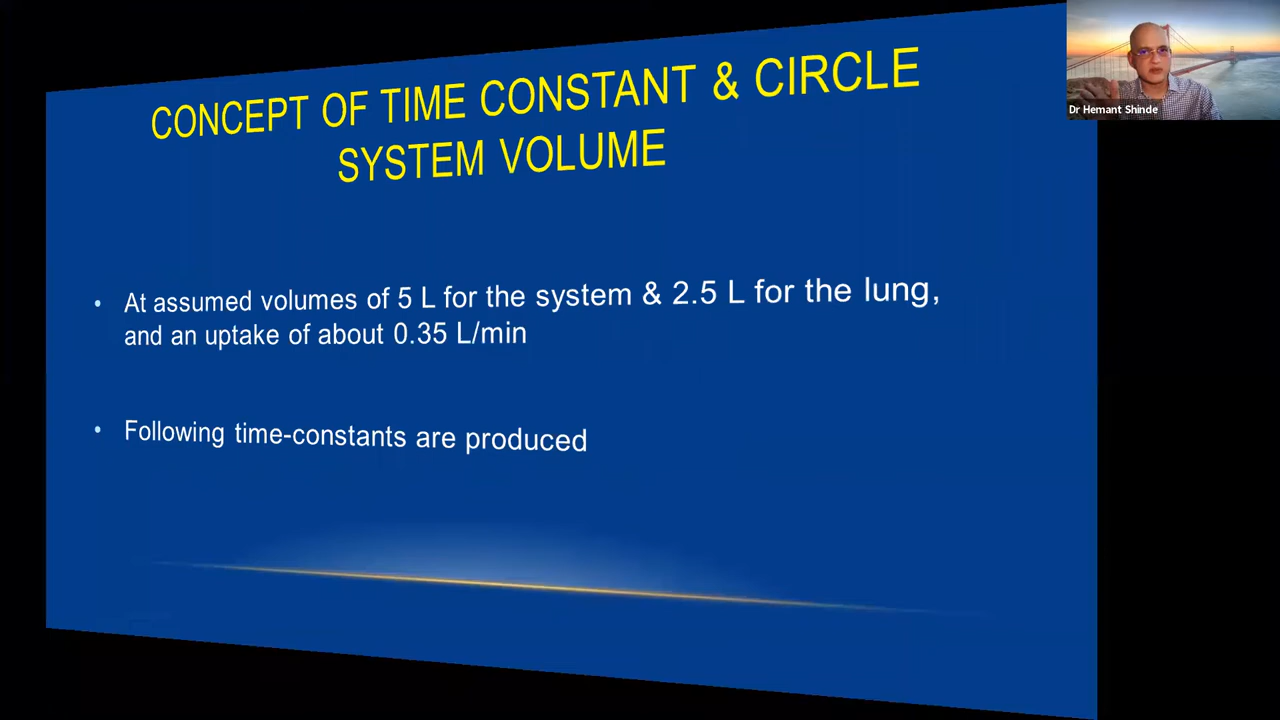 CONCEPT OF TIME CONSTANT & CIRCLE
SYSTEM VOLUME
• At assumed volumes of 5 L for the system & 2.5 L for the lung,
and an uptake of about 0.35 L/min
• Following time-constants are produced
Dr Hemant Shinde